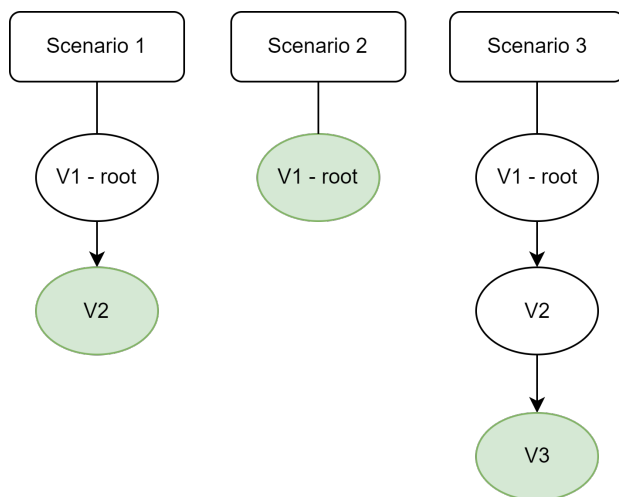 Scenario 1
Scenario 2
Scenario 3
V1 - root
V1 - root
V1 - root
V2
V2
V3